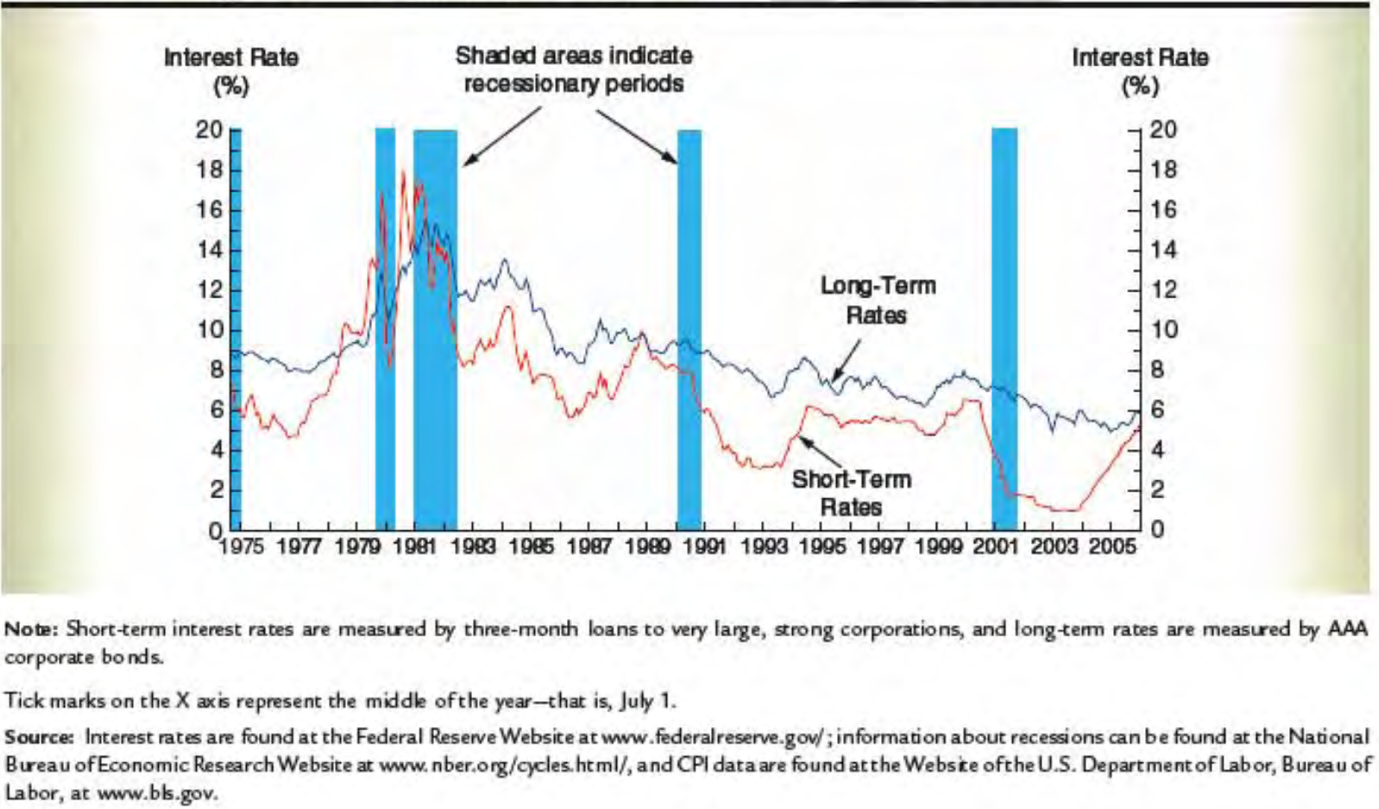 Interest Rate
(%)
Shaded areas indicate
recessionary periods
Interest Rate
(%)
20 20
18 18
16 16
14 14
12 12
10 10
8 8
6 6
4 4
2 2
0 0
Long-Term
Rates
Short-Term
Rates
1975 1977 1979 1981 1983 1985 1987 1989 1991 1993 1995 1997 1999 2001 2003 2005
Note: Short-term interest rates are measured by three-month loans to very large, strong corporations, and long-term rates are measured by AAA
corporate bonds.
Tick marks on the X axis represent the middle of the year—that is, July 1.
Source: Interest rates are found at the Federal Reserve Website at www.federalreserve.gov/; information about recessions can be found at the National
Bureau of Economic Research Website at www.nber.org/cycles.html/, and CPI data are found at the Website of the U.S. Department of Labor, Bureau of
Labor, at www.bls.gov.